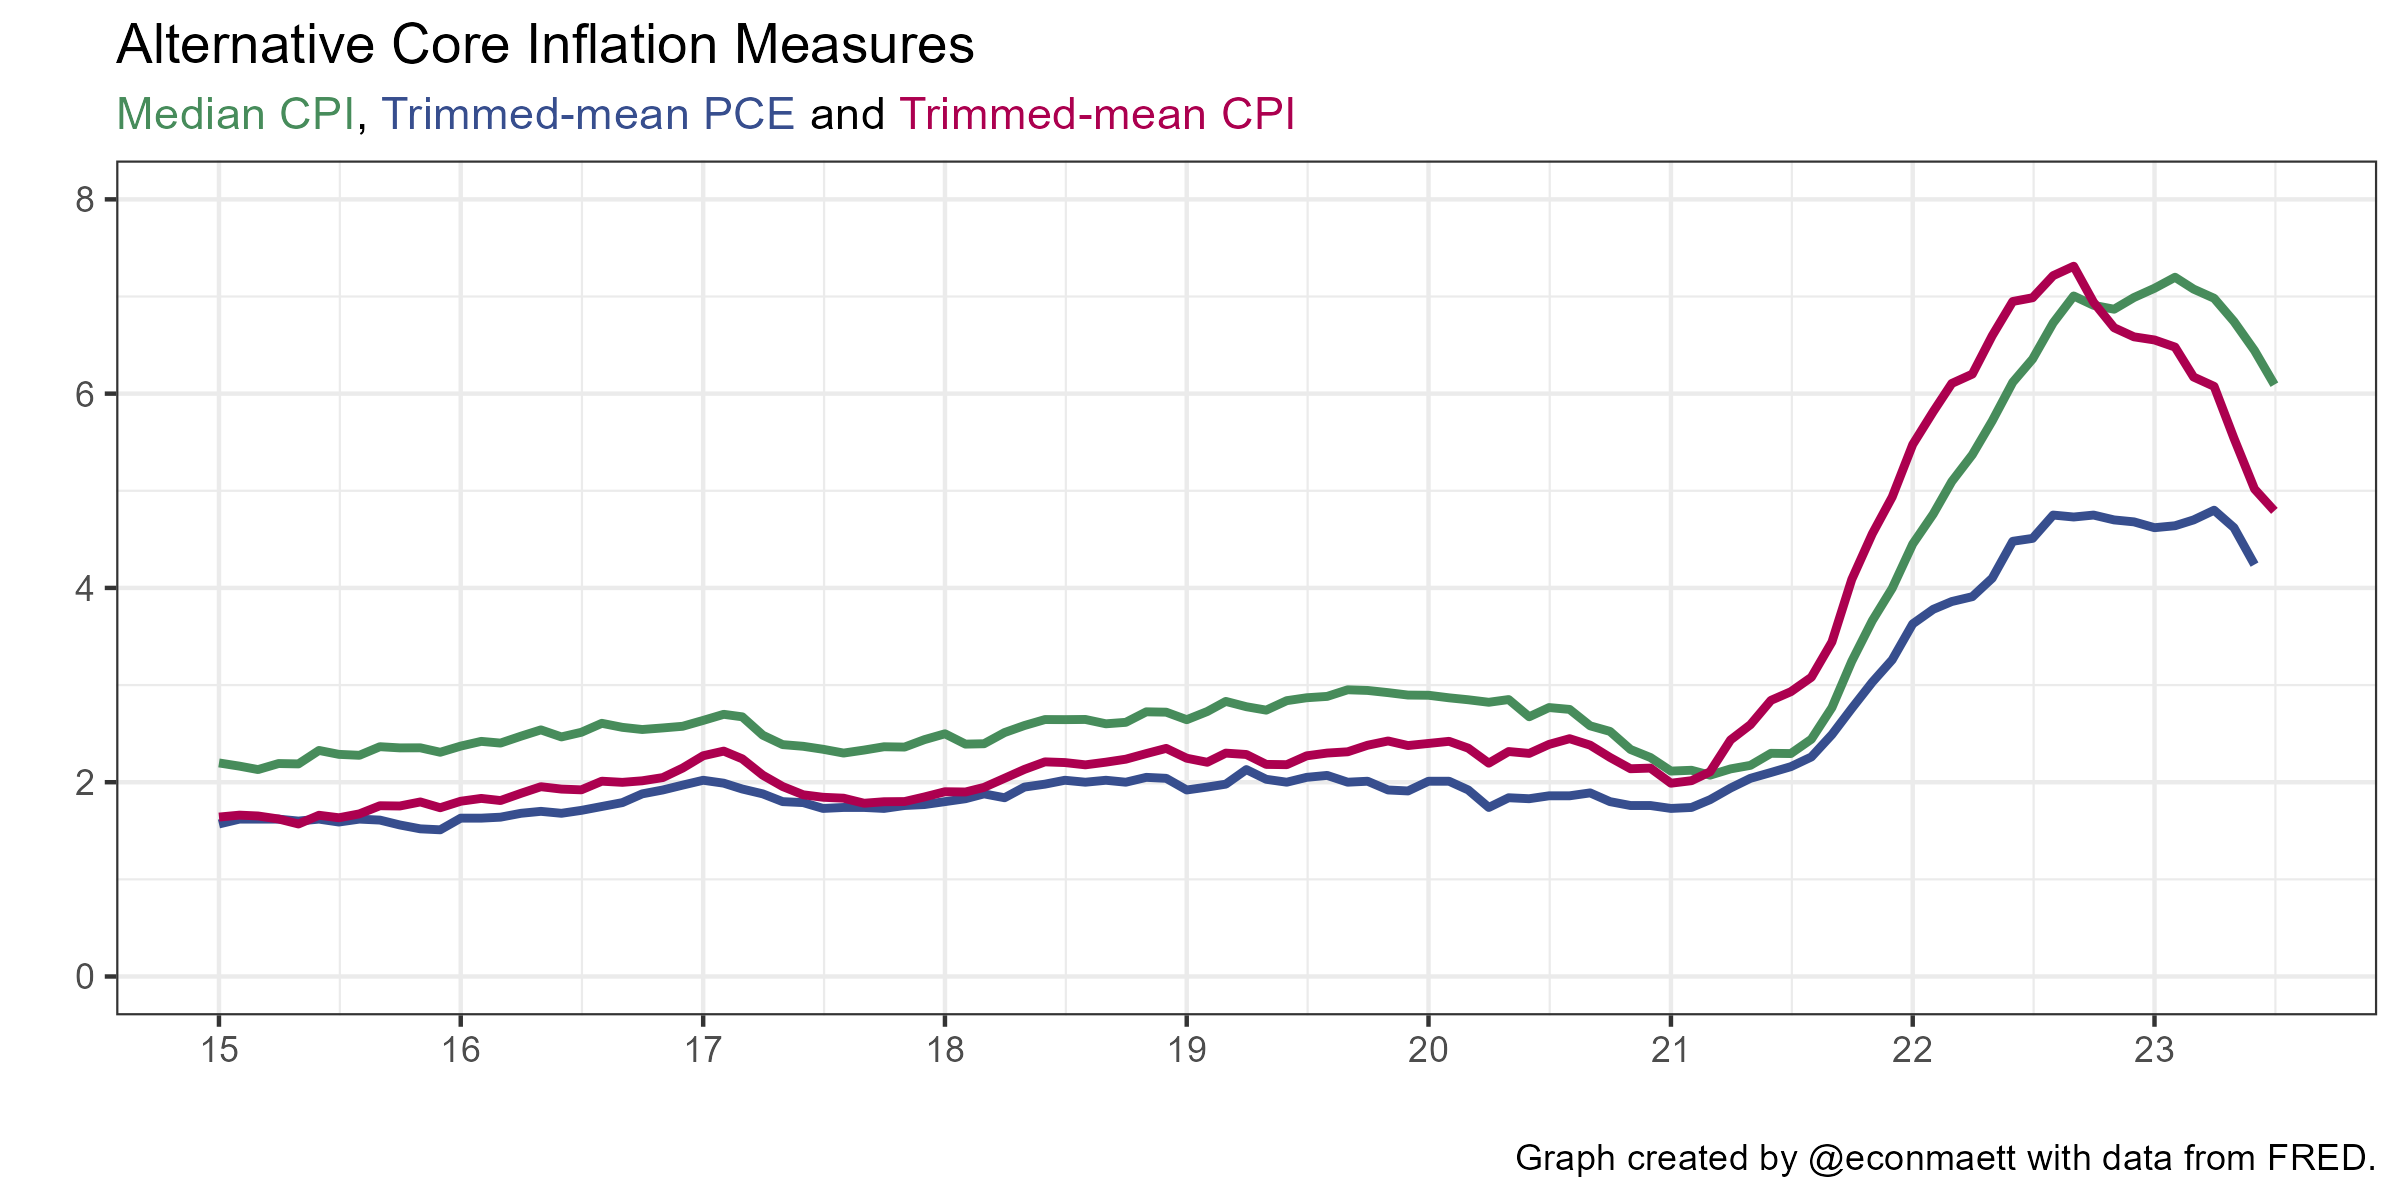 Alternative Core Inflation Measures
Median CPI, Trimmed-mean PCE and Trimmed-mean CPI
8
6
4
2
0
15 16 17 18 19 20 21 22 23
Graph created by @econmaett with data from FRED.